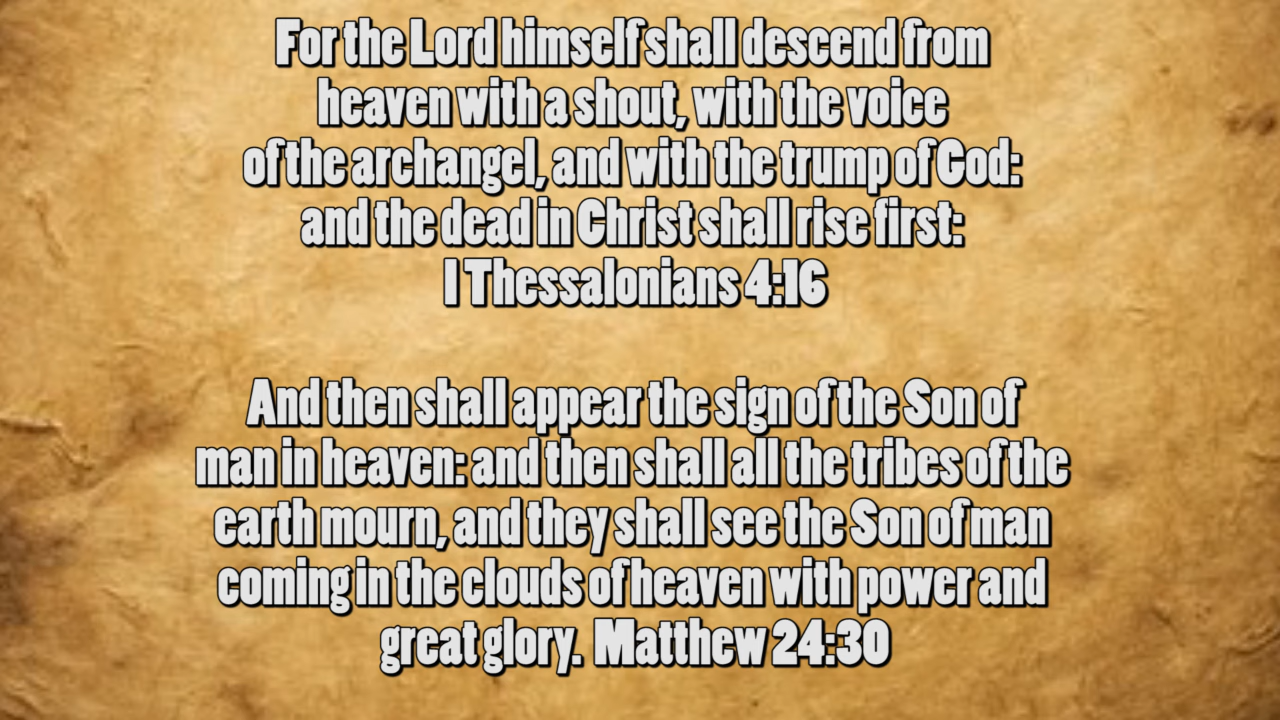 For the Lord himself shall descend from
heaven with a shout, with the voice
of the archangel, and with the trump of God:
and the dead in Christ shall rise first:
I Thessalonians 4:16
And then shall appear the sign of the Son of
man in heaven: and then shall all the tribes of the
earth mourn, and they shall see the Son of man
coming in the clouds of heaven with power and
great glory. Matthew 24:30